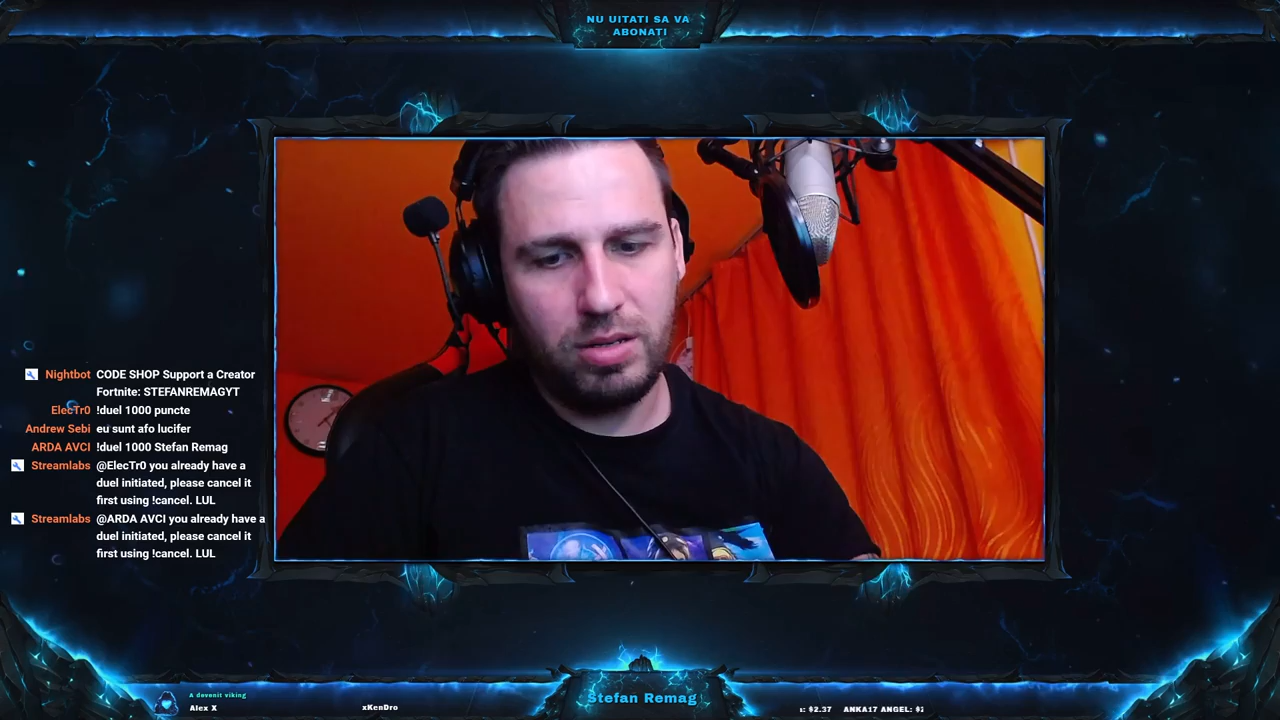 NU UITATI SA VA
ABONATI
Nightbot CODE SHOP Support a Creator
Fortnite: STEFANREMAGYT
ElecTr0 !duel 1000 puncte
Andrew Sebi eu sunt afo lucifer
ARDA AVCI !duel 1000 Stefan Remag
Streamlabs @ElecTr0 you already have a
duel initiated, please cancel it
first using !cancel. LUL
Streamlabs @ARDA AVCI you already have a
duel initiated, please cancel it
first using !cancel. LUL
Stefan Remag
A devenit viking
Alex X
xKenDro
: $2.37 ANKA17 ANGEL: